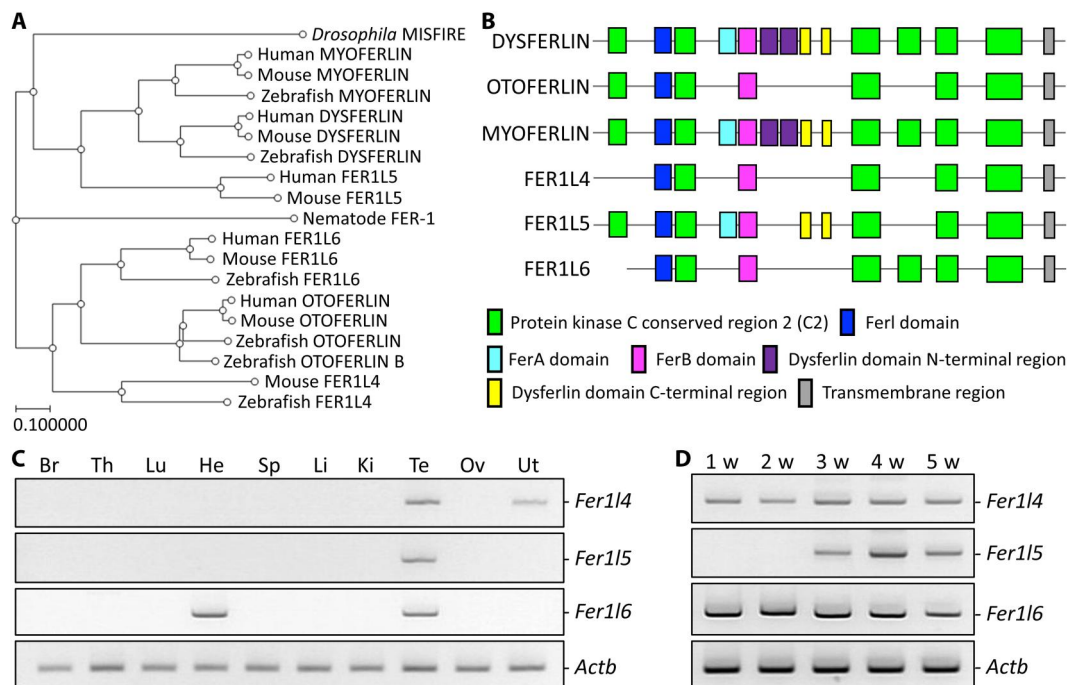 A
Drosophila MISFIRE
Human MYOFERLIN
Mouse MYOFERLIN
Zebrafish MYOFERLIN
Human DYSFERLIN
Mouse DYSFERLIN
Zebrafish DYSFERLIN
Human FER1L5
Mouse FER1L5
Nematode FER-1
Human FER1L6
Mouse FER1L6
Zebrafish FER1L6
Human OTOFERLIN
Mouse OTOFERLIN
Zebrafish OTOFERLIN
Zebrafish OTOFERLIN B
Mouse FER1L4
Zebrafish FER1L4
0.100000
B
DYSFERLIN
OTOFERLIN
MYOFERLIN
FER1L4
FER1L5
FER1L6
Protein kinase C conserved region 2 (C2)
FerI domain
FerA domain
FerB domain
Dysferlin domain N-terminal region
Dysferlin domain C-terminal region
Transmembrane region
C
Br Th Lu He Sp Li Ki Te Ov Ut
Fer1l4
Fer1l5
Fer1l6
Actb
D
1 w 2 w 3 w 4 w 5 w
Fer1l4
Fer1l5
Fer1l6
Actb